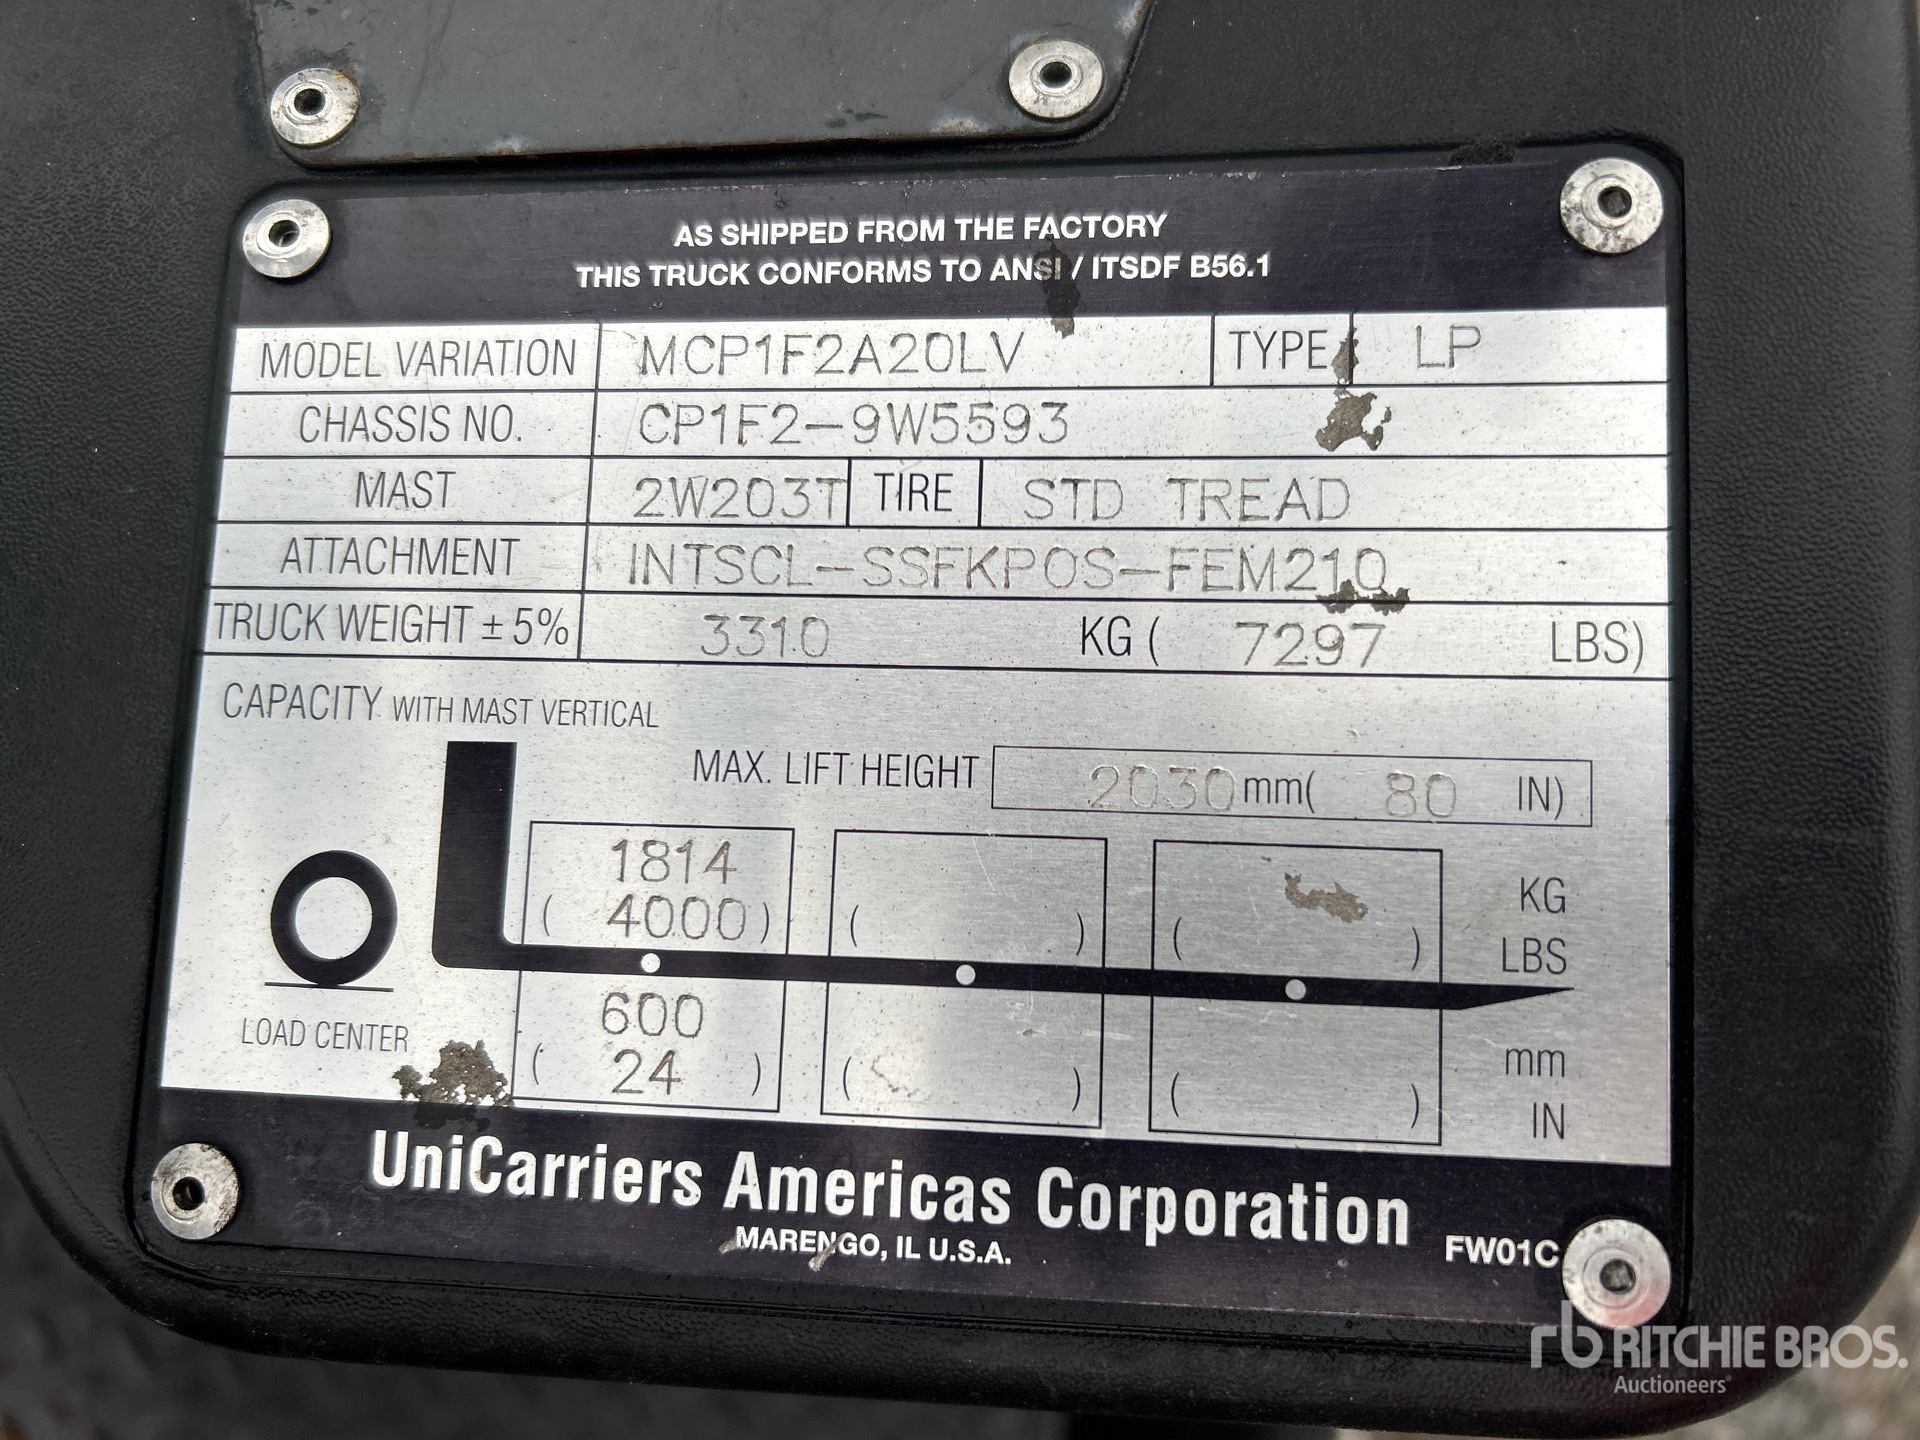 AS SHIPPED FROM THE FACTORY
THIS TRUCK CONFORMS TO ANSI / ITSDF B56.1
MODEL VARIATION MCP1F2A20LV TYPE LP
CHASSIS NO. CP1F2-9W5593
MAST 2W203T TIRE STD TREAD
ATTACHMENT INTSCL-SSFKPOS-FEM210
TRUCK WEIGHT ± 5% 3310 KG ( 7297 LBS)
CAPACITY WITH MAST VERTICAL
MAX. LIFT HEIGHT 2030 mm( 80 IN)
1814 KG
( 4000 ) ( ) ( ) LBS
600 mm
LOAD CENTER
( 24 ) ( ) ( ) IN
UniCarriers Americas Corporation
MARENGO, IL U.S.A.
FW01C
rb RITCHIE BROS.
Auctioneers